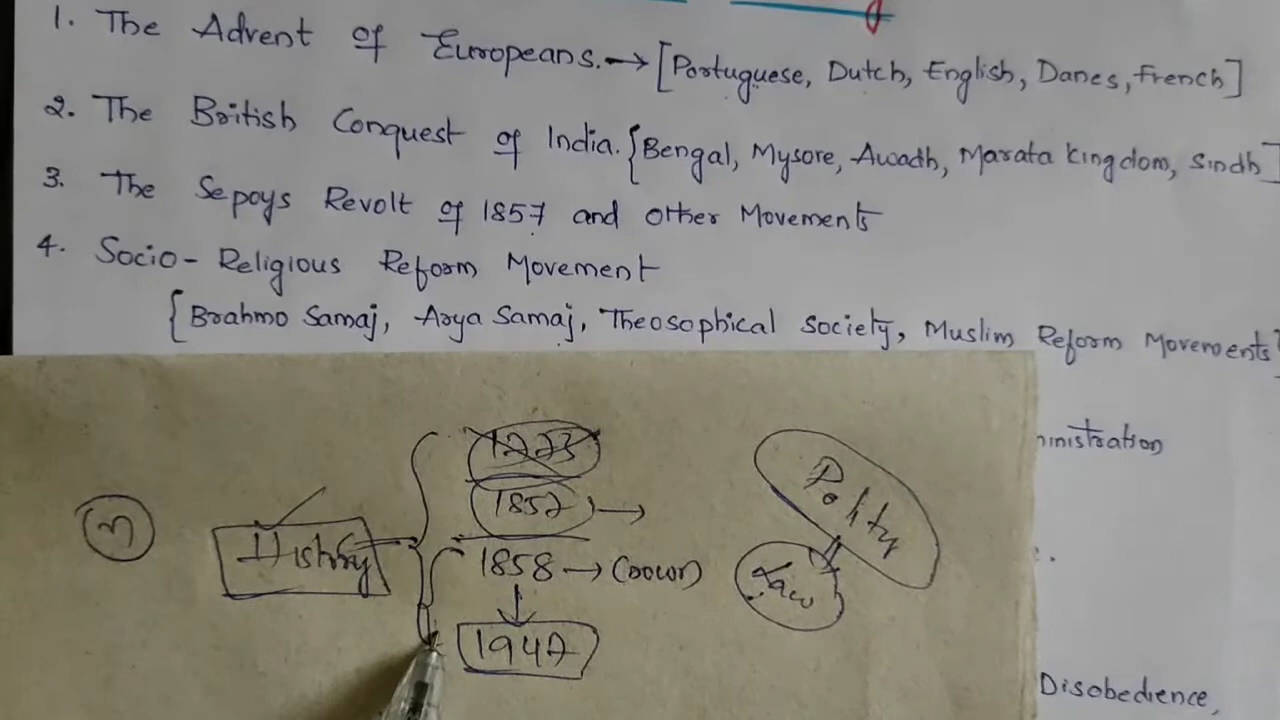 1. The Advent of Europeans. → [Portuguese, Dutch, English, Danes, French]
2. The British Conquest of India. {Bengal, Mysore, Awadh, Marata Kingdom, Sindh]
3. The Sepoys Revolt of 1857 and other Movements
4. Socio-Religious Reform Movement
{Brahmo Samaj, Arya Samaj, Theosophical Society, Muslim Reform Movements}
ministration
History
1773
1857 →
1858 → Crown
1947
Polity
Law
Disobedience,